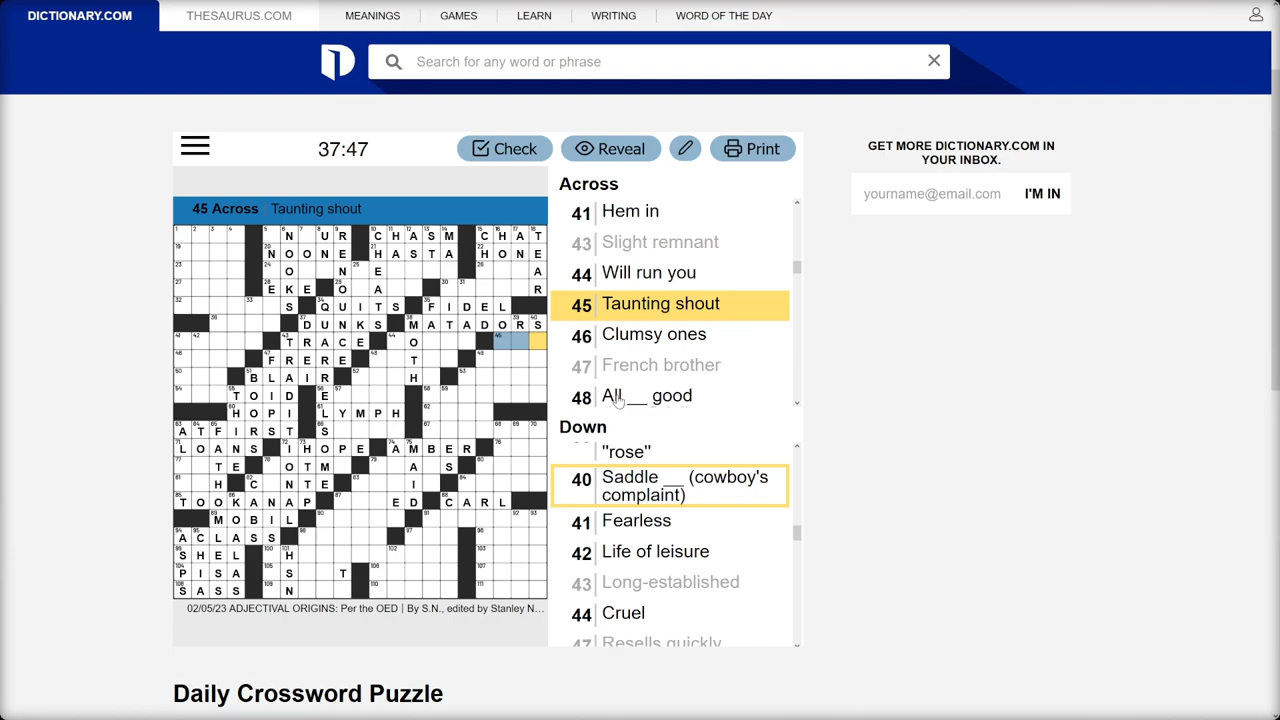 DICTIONARY.COM
THESAURUS.COM
MEANINGS
GAMES
LEARN
WRITING
WORD OF THE DAY
Search for any word or phrase
37:47
Check
Reveal
Print
45 Across Taunting shout
Across
41 Hem in
43 Slight remnant
44 Will run you
45 Taunting shout
46 Clumsy ones
47 French brother
48 All __ good
Down
"rose"
40 Saddle __ (cowboy's
complaint)
41 Fearless
42 Life of leisure
43 Long-established
44 Cruel
47 Resells quickly
N U R C H A S M C H A T
N O O N E H A S T A H O N E
O N E A
E K E O A R
S Q U I T S F I D E L
D U N K S M A T A D O R S
T R A C E O
F R E R E T
B L A I R H
T O I D E
H O P I L Y M P H
A T F I R S T S
L O A N S I H O P E A M B E R
T E O T M A S
H C N T E I
T O O K A N A P E D C A R L
M O B I L
A C L A S S
S H E L H
P I S A S T
S A S S N
02/05/23 ADJECTIVAL ORIGINS: Per the OED | By S.N., edited by Stanley N...
GET MORE DICTIONARY.COM IN
YOUR INBOX.
yourname@email.com I'M IN
Daily Crossword Puzzle